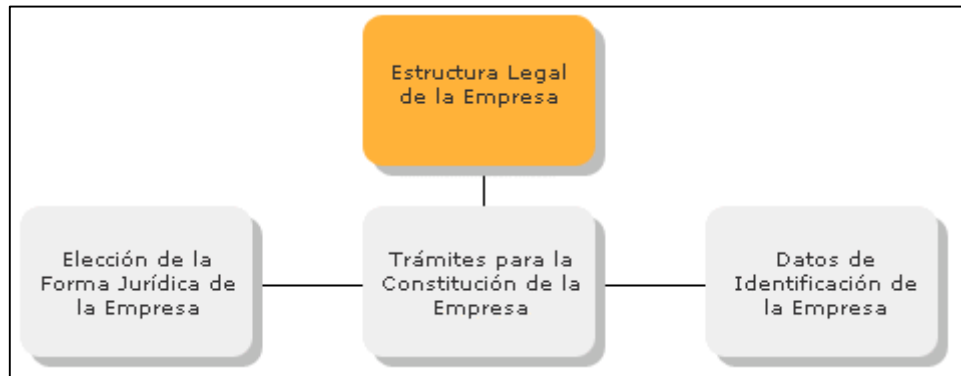 Estructura Legal
de la Empresa
Elección de la
Forma Jurídica de
la Empresa
Trámites para la
Constitución de la
Empresa
Datos de
Identificación de
la Empresa